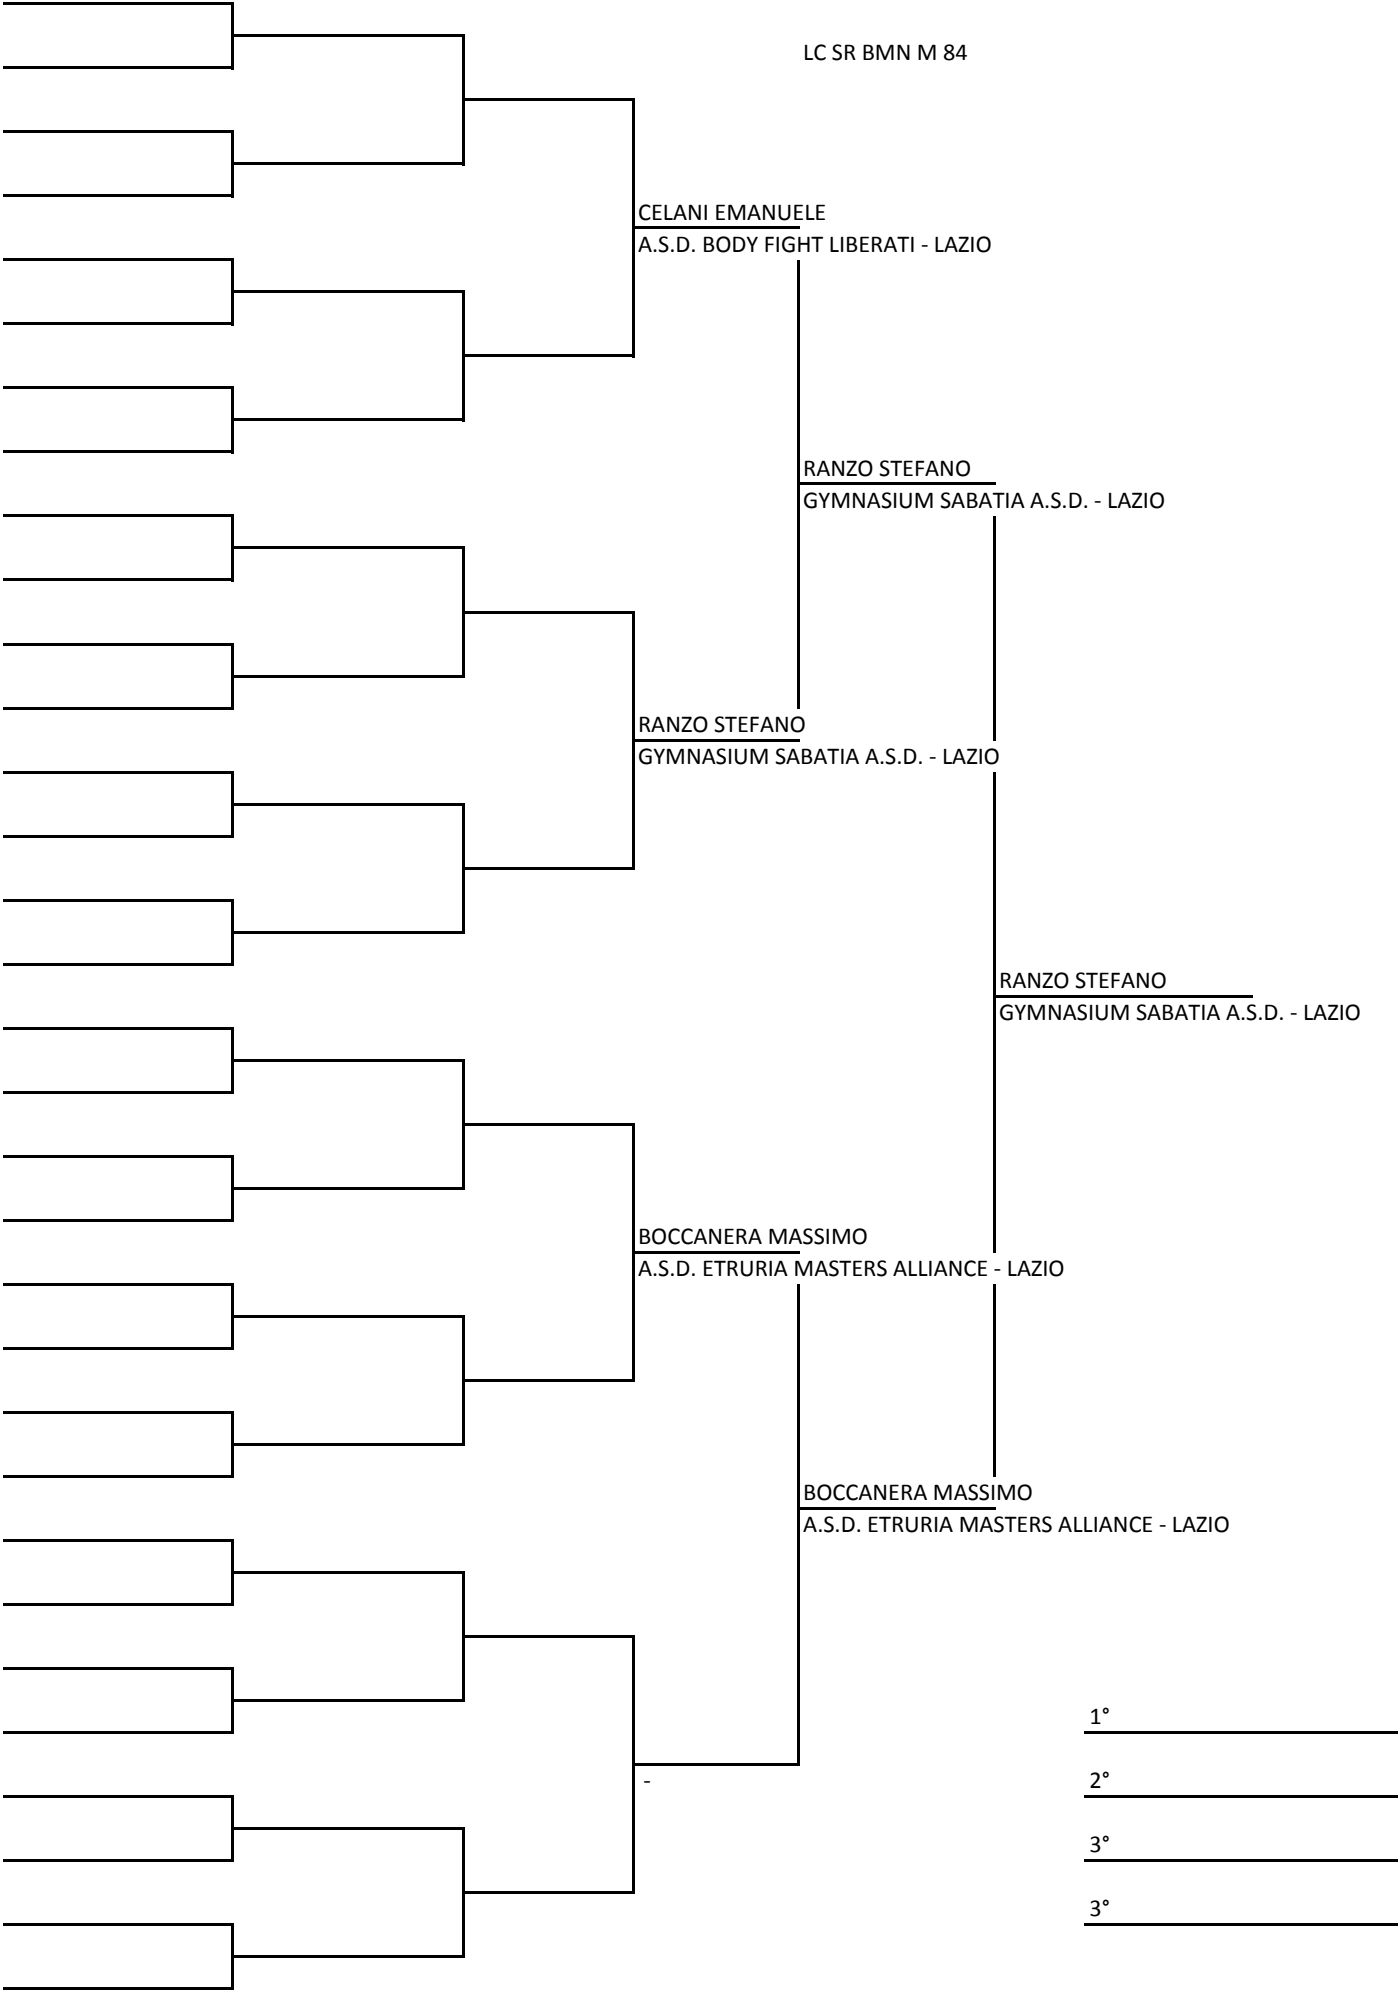 LC SR BMN M 84
CELANI EMANUELE
A.S.D. BODY FIGHT LIBERATI - LAZIO
RANZO STEFANO
GYMNASIUM SABATIA A.S.D. - LAZIO
RANZO STEFANO
GYMNASIUM SABATIA A.S.D. - LAZIO
RANZO STEFANO
GYMNASIUM SABATIA A.S.D. - LAZIO
BOCCANERA MASSIMO
A.S.D. ETRURIA MASTERS ALLIANCE - LAZIO
BOCCANERA MASSIMO
A.S.D. ETRURIA MASTERS ALLIANCE - LAZIO
1°
-
2°
3°
3°